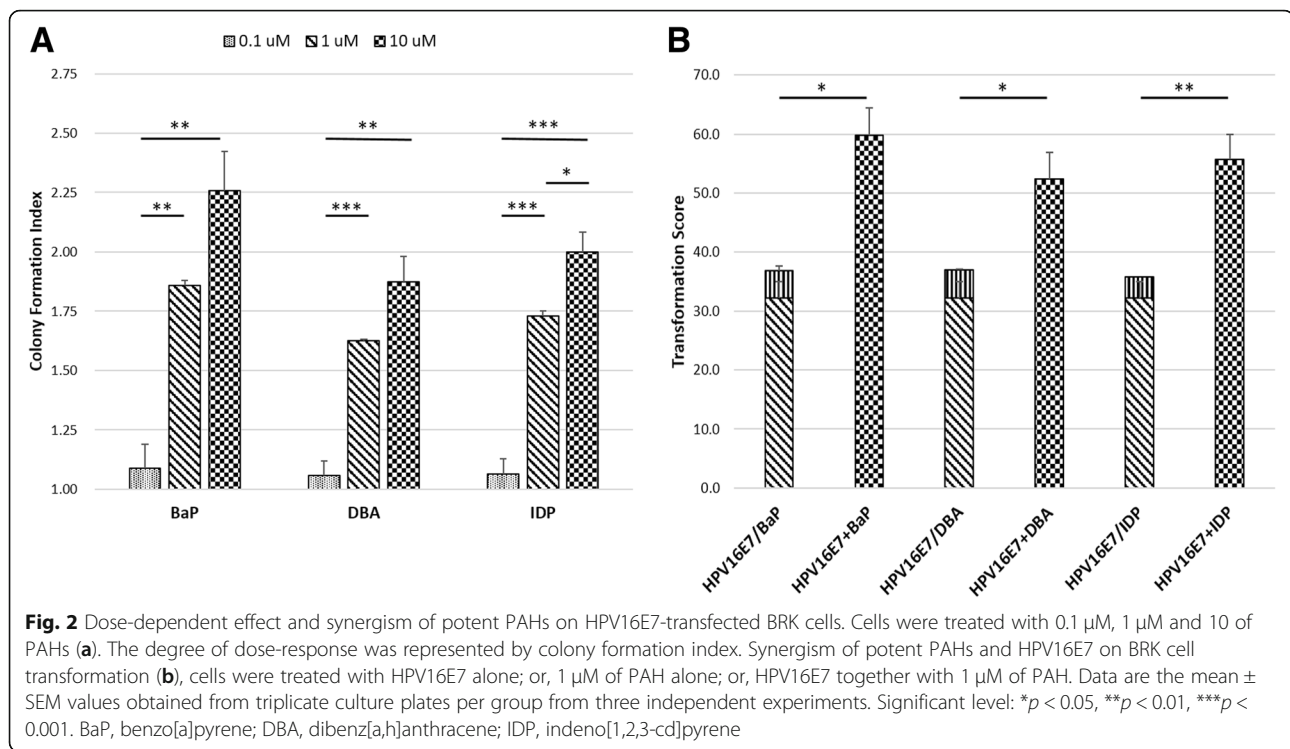 A
0.1 uM 1 uM 10 uM
2.75
2.50
2.25
2.00
1.75
1.50
1.25
1.00
Colony Formation Index
** ** ***
*
** *** ***
BaP DBA IDP
B
70.0
60.0
50.0
40.0
30.0
20.0
10.0
0.0
Transformation Score
* * **
HPV16E7/BaP
HPV16E7+BaP
HPV16E7/DBA
HPV16E7+DBA
HPV16E7/IDP
HPV16E7+IDP
Fig. 2 Dose-dependent effect and synergism of potent PAHs on HPV16E7-transfected BRK cells. Cells were treated with 0.1 μM, 1 μM and 10 of
PAHs (a). The degree of dose-response was represented by colony formation index. Synergism of potent PAHs and HPV16E7 on BRK cell
transformation (b), cells were treated with HPV16E7 alone; or, 1 μM of PAH alone; or, HPV16E7 together with 1 μM of PAH. Data are the mean ±
SEM values obtained from triplicate culture plates per group from three independent experiments. Significant level: *p < 0.05, **p < 0.01, ***p <
0.001. BaP, benzo[a]pyrene; DBA, dibenz[a,h]anthracene; IDP, indeno[1,2,3-cd]pyrene